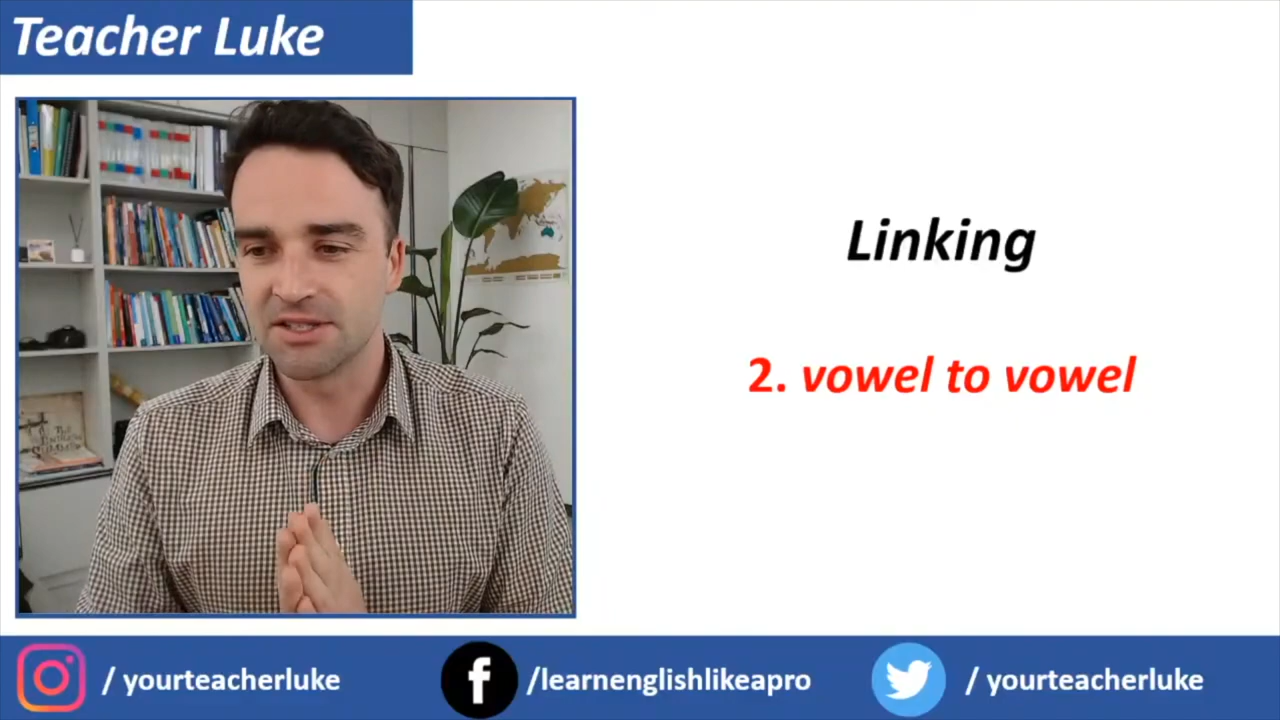 Teacher Luke
Linking
2. vowel to vowel
/ yourteacherluke
/learnenglishlikeapro
/ yourteacherluke